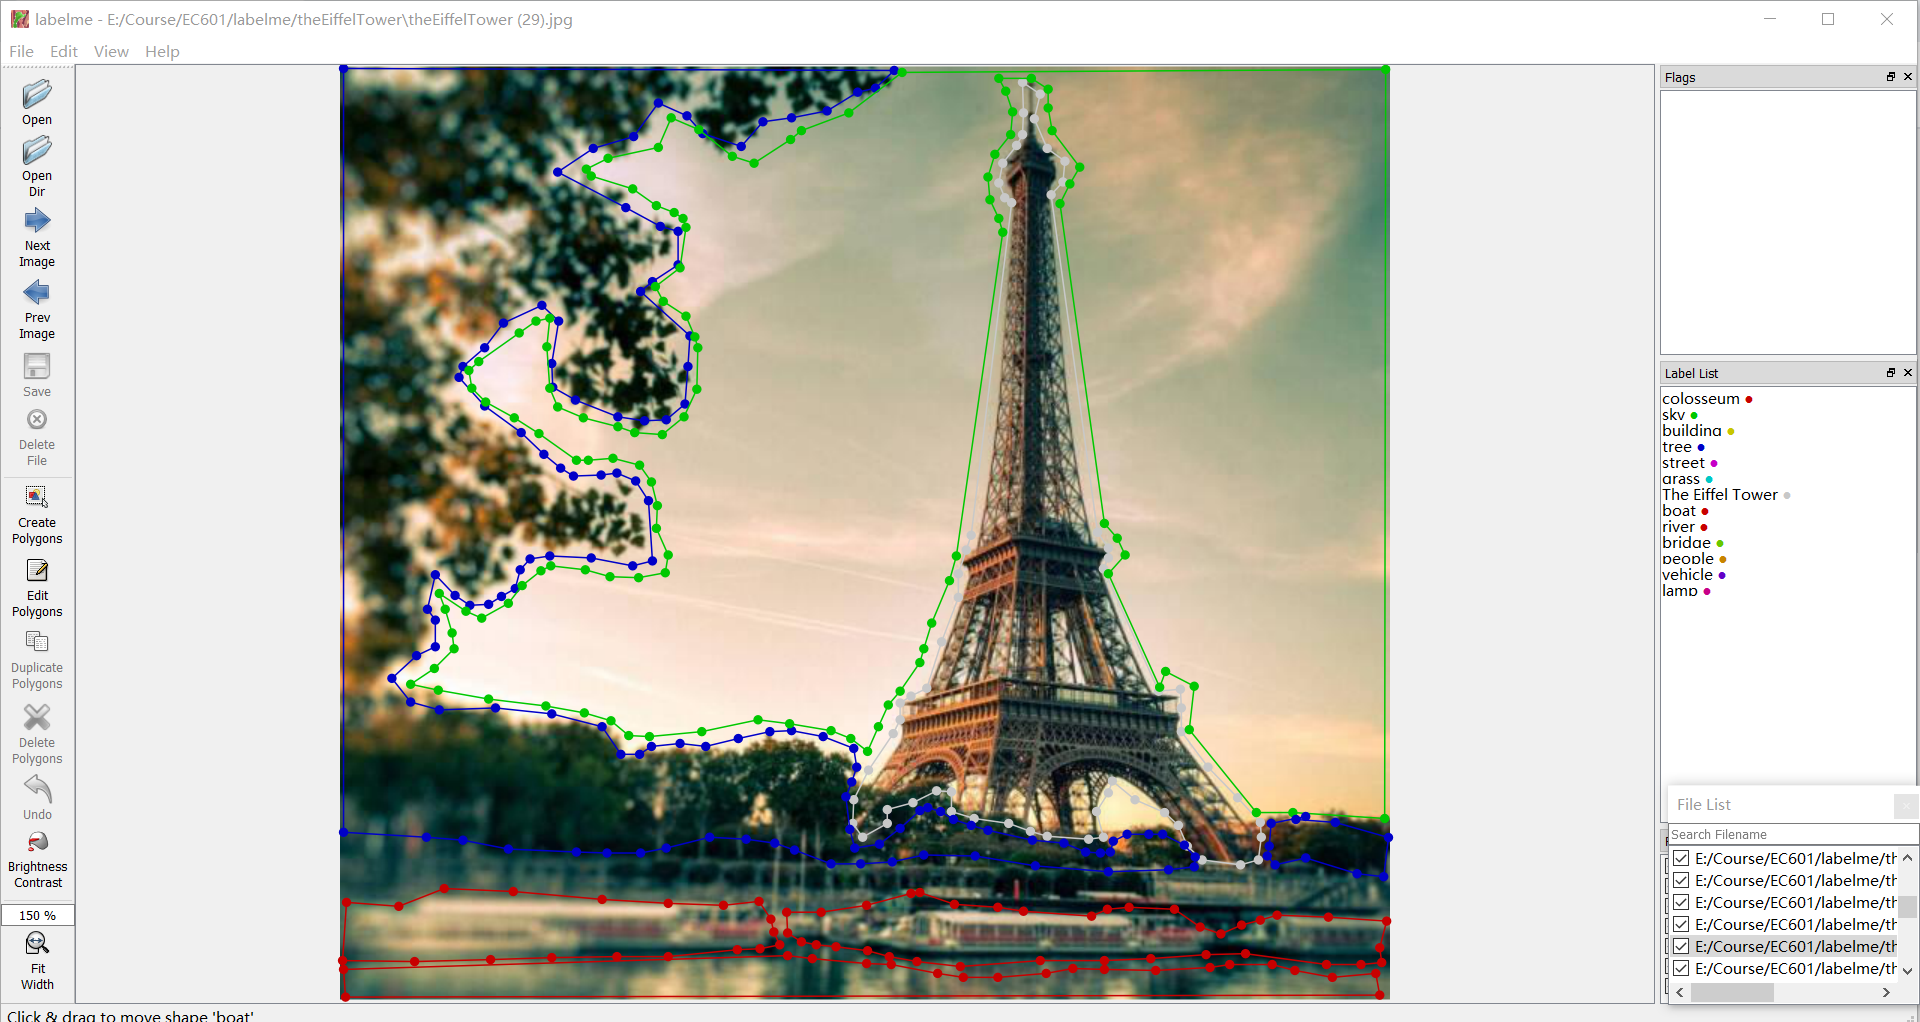 labelme - E:/Course/EC601/labelme/theEiffelTower\theEiffelTower (29).jpg
File Edit View Help
Open
Open
Dir
Next
Image
Prev
Image
Save
Delete
File
Create
Polygons
Edit
Polygons
Duplicate
Polygons
Delete
Polygons
Undo
Brightness
Contrast
150 %
Fit
Width
Flags
Label List
colosseum
sky
building
tree
street
grass
The Eiffel Tower
boat
river
bridge
people
vehicle
lamp
File List
Search Filename
E:/Course/EC601/labelme/th
E:/Course/EC601/labelme/th
E:/Course/EC601/labelme/th
E:/Course/EC601/labelme/th
E:/Course/EC601/labelme/th
E:/Course/EC601/labelme/th
Click & drag to move shape 'boat'